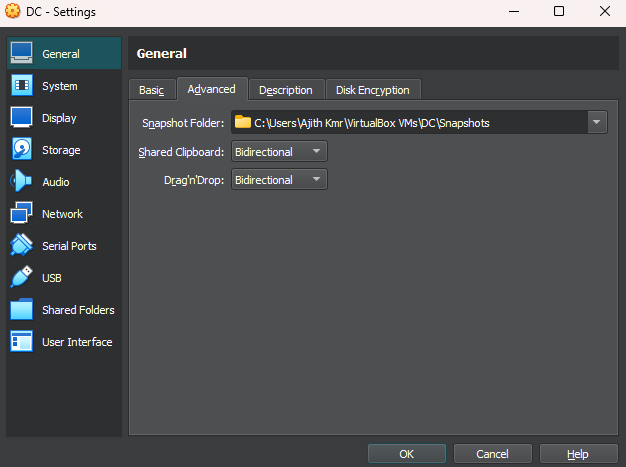 DC - Settings
General
System
Display
Storage
Audio
Network
Serial Ports
USB
Shared Folders
User Interface
General
Basic
Advanced
Description
Disk Encryption
Snapshot Folder: C:\Users\Ajith Kmr\VirtualBox VMs\DC\Snapshots
Shared Clipboard: Bidirectional
Drag'n'Drop: Bidirectional
OK
Cancel
Help